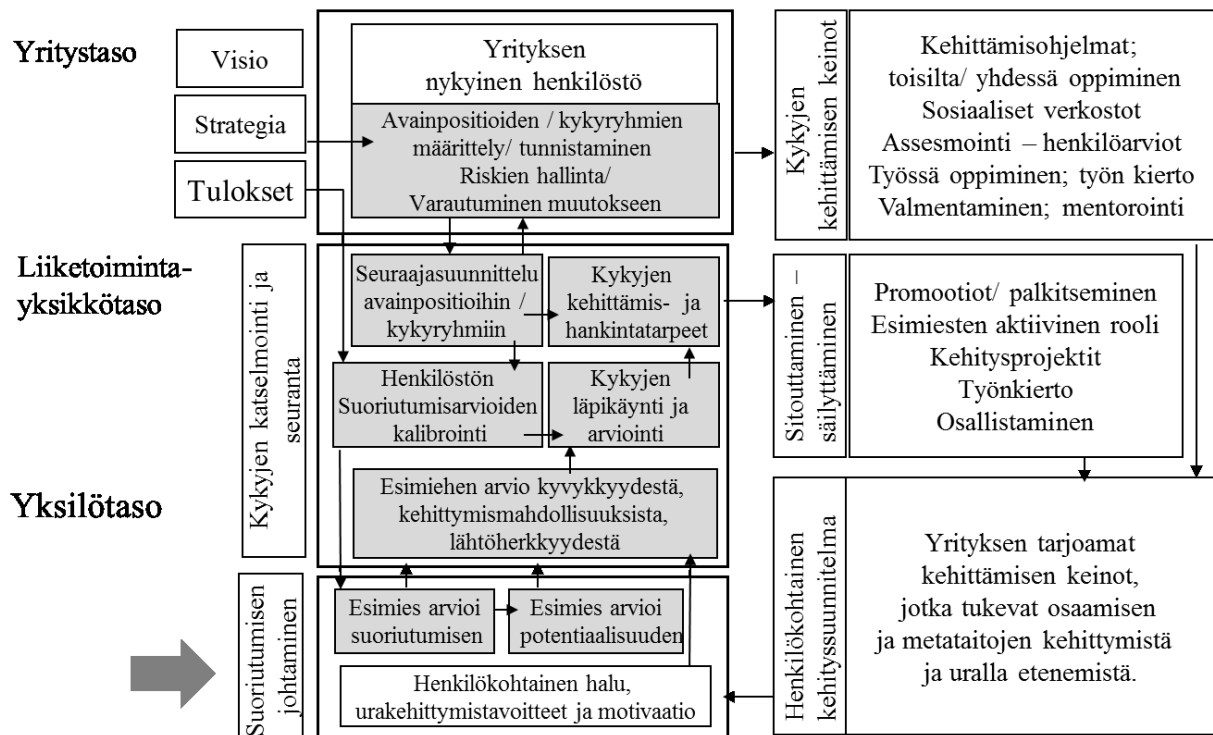 Yritystaso
Visio
Strategia
Tulokset
Yrityksen
nykyinen henkilöstö
Avainpositioiden / kykyryhmien
määrittely/ tunnistaminen
Riskien hallinta/
Varautuminen muutokseen
Kykyjen
kehittämisen keinot
Kehittämisohjelmat;
toisilta/ yhdessä oppiminen
Sosiaaliset verkostot
Assesmointi – henkilöarviot
Työssä oppiminen; työn kierto
Valmentaminen; mentorointi
Liiketoiminta-
yksikkötaso
Kykyjen katselmointi ja
seuranta
Seuraajasuunnittelu
avainpositioihin /
kykyryhmiin
Kykyjen
kehittämis- ja
hankintatarpeet
Henkilöstön
Suoriutumisarvioiden
kalibrointi
Kykyjen
läpikäynti ja
arviointi
Sitouttaminen –
säilyttäminen
Promootiot/ palkitseminen
Esimiesten aktiivinen rooli
Kehitysprojektit
Työnkierto
Osallistaminen
Yksilötaso
Esimiehen arvio kyvykkyydestä,
kehittymismahdollisuuksista,
lähtöherkkyydestä
Suoriutumisen
johtaminen
Esimies arvioi
suoriutumisen
Esimies arvioi
potentiaalisuuden
Henkilökohtainen halu,
urakehittymistavoitteet ja motivaatio
Henkilökohtainen
kehityssuunnitelma
Yrityksen tarjoamat
kehittämisen keinot,
jotka tukevat osaamisen
ja metataitojen kehittymistä
ja uralla etenemistä.